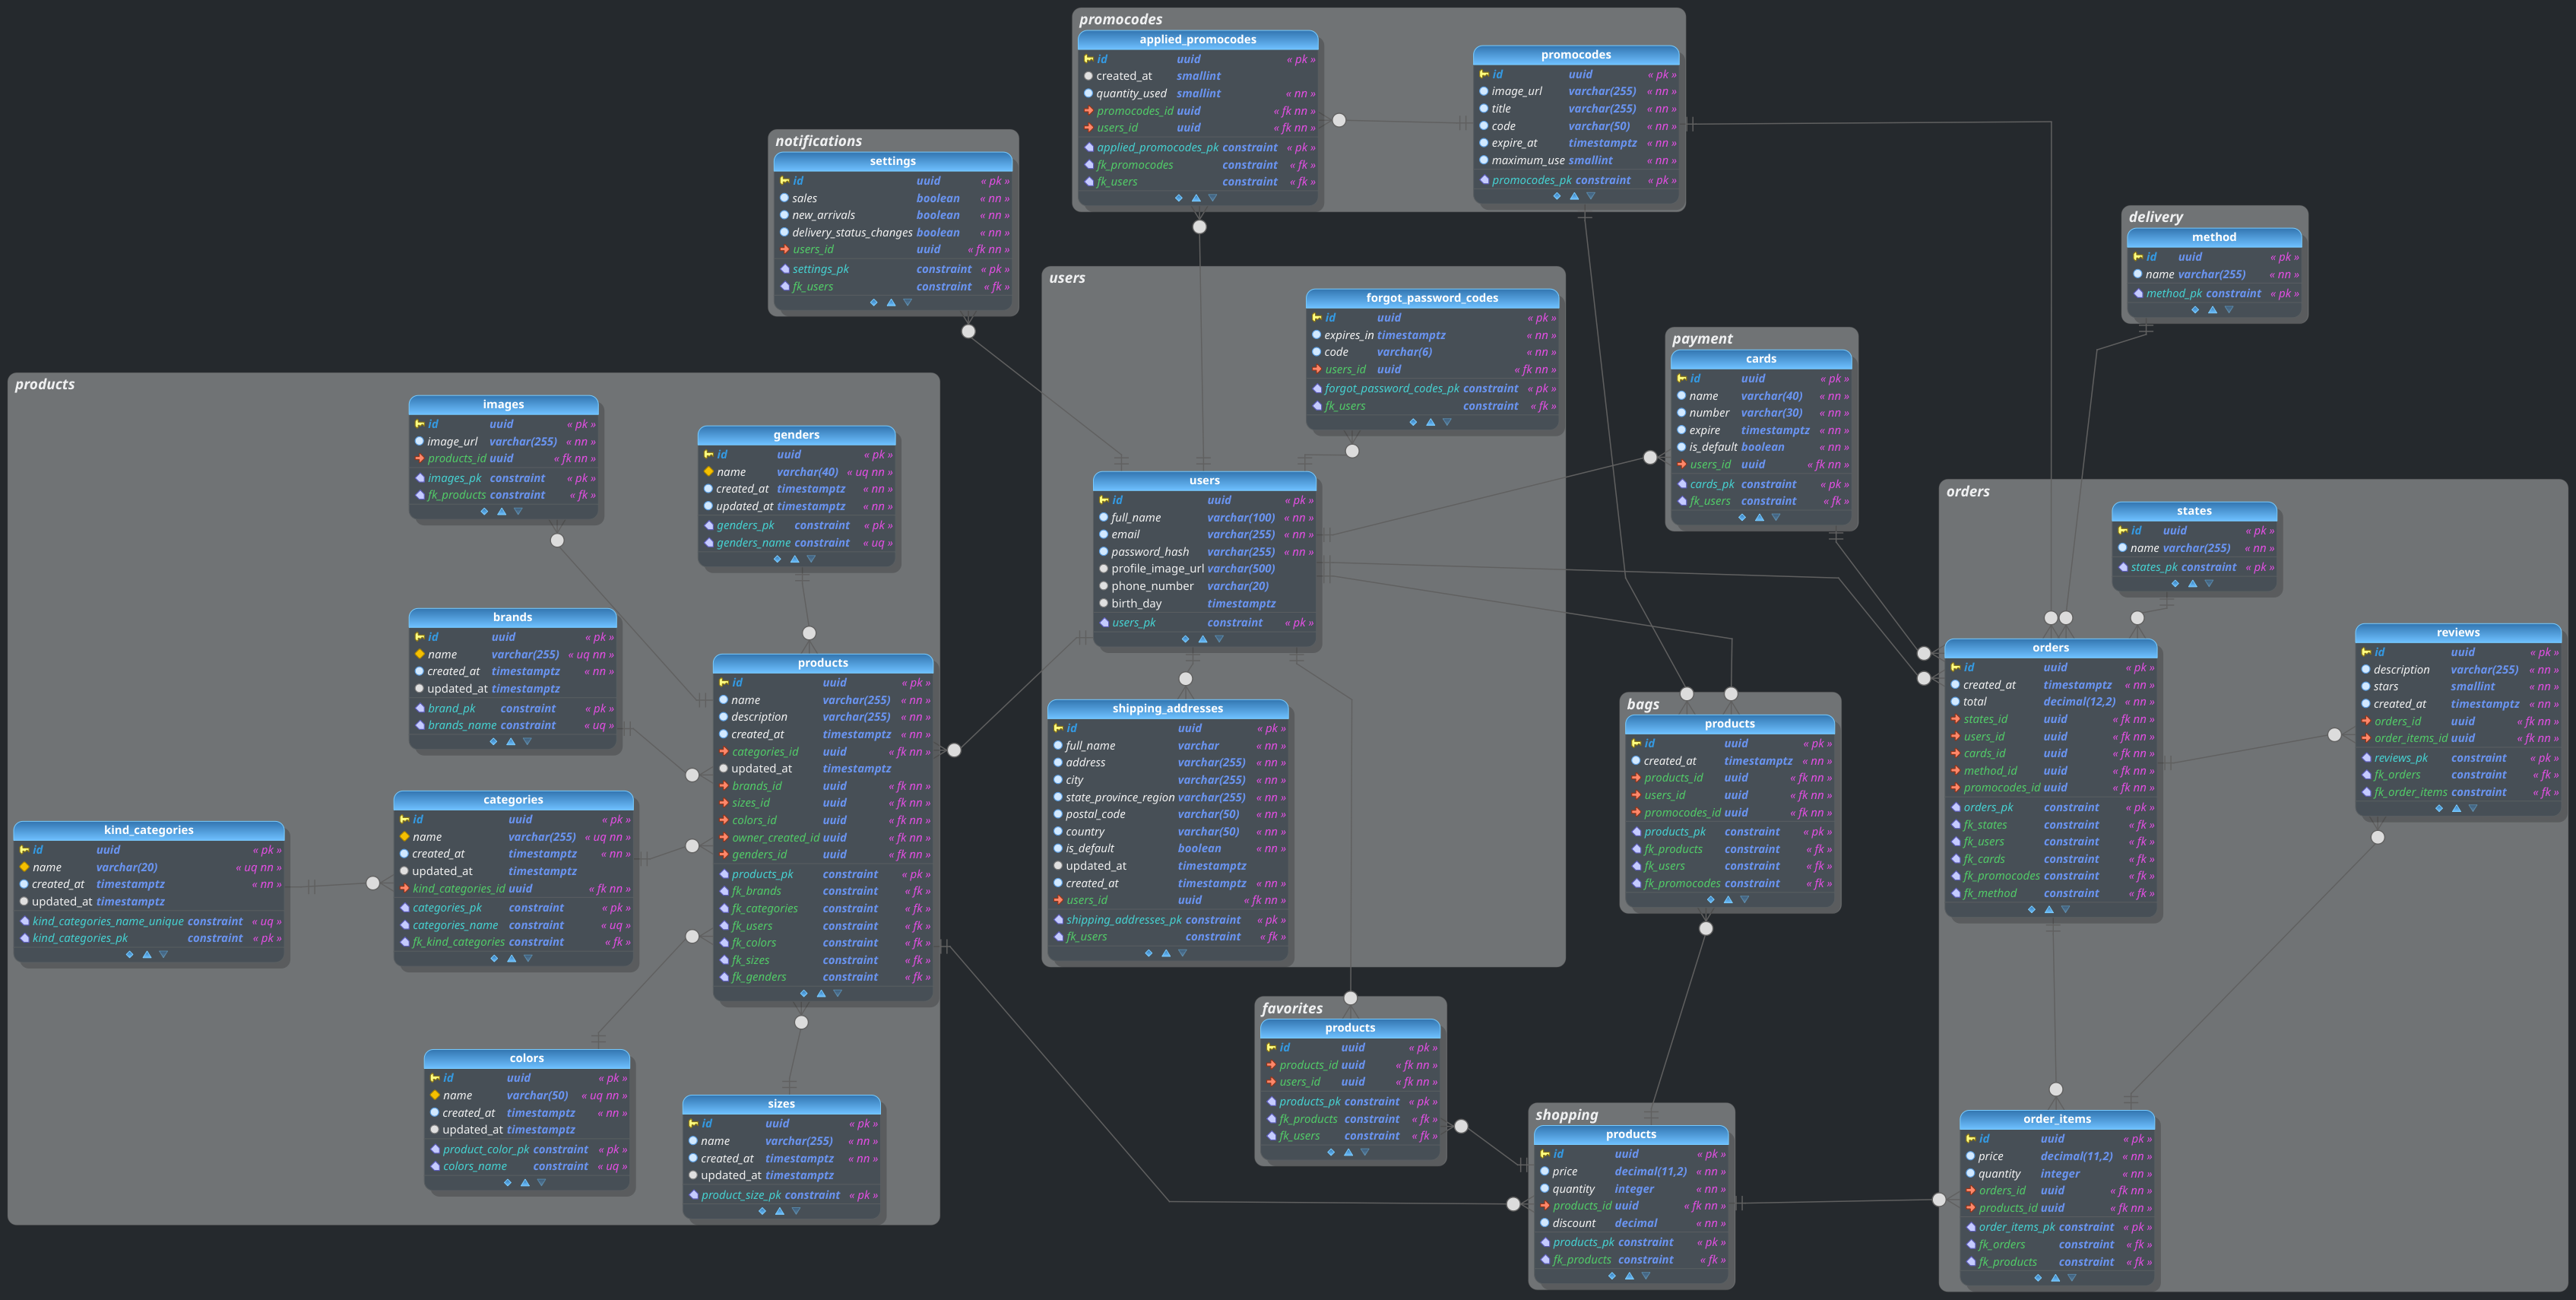 promocodes
applied_promocodes
id uuid « pk »
created_at smallint
quantity_used smallint « nn »
promocodes_id uuid « fk nn »
users_id uuid « fk nn »
applied_promocodes_pk constraint « pk »
fk_promocodes constraint « fk »
fk_users constraint « fk »
promocodes
id uuid « pk »
image_url varchar(255) « nn »
title varchar(255) « nn »
code varchar(50) « nn »
expire_at timestamptz « nn »
maximum_use smallint « nn »
promocodes_pk constraint « pk »
notifications
settings
id uuid « pk »
sales boolean « nn »
new_arrivals boolean « nn »
delivery_status_changes boolean « nn »
users_id uuid « fk nn »
settings_pk constraint « pk »
fk_users constraint « fk »
delivery
method
id uuid « pk »
name varchar(255) « nn »
method_pk constraint « pk »
users
forgot_password_codes
id uuid « pk »
expires_in timestamptz « nn »
code varchar(6) « nn »
users_id uuid « fk nn »
forgot_password_codes_pk constraint « pk »
fk_users constraint « fk »
users
id uuid « pk »
full_name varchar(100) « nn »
email varchar(255) « nn »
password_hash varchar(255) « nn »
profile_image_url varchar(500)
phone_number varchar(20)
birth_day timestamptz
users_pk constraint « pk »
shipping_addresses
id uuid « pk »
full_name varchar « nn »
address varchar(255) « nn »
city varchar(255) « nn »
state_province_region varchar(255) « nn »
postal_code varchar(50) « nn »
country varchar(50) « nn »
is_default boolean « nn »
updated_at timestamptz
created_at timestamptz « nn »
users_id uuid « fk nn »
shipping_addresses_pk constraint « pk »
fk_users constraint « fk »
payment
cards
id uuid « pk »
name varchar(40) « nn »
number varchar(30) « nn »
expire timestamptz « nn »
is_default boolean « nn »
users_id uuid « fk nn »
cards_pk constraint « pk »
fk_users constraint « fk »
products
images
id uuid « pk »
image_url varchar(255) « nn »
products_id uuid « fk nn »
images_pk constraint « pk »
fk_products constraint « fk »
genders
id uuid « pk »
name varchar(40) « uq nn »
created_at timestamptz « nn »
updated_at timestamptz « nn »
genders_pk constraint « pk »
genders_name constraint « uq »
brands
id uuid « pk »
name varchar(255) « uq nn »
created_at timestamptz « nn »
updated_at timestamptz
brand_pk constraint « pk »
brands_name constraint « uq »
products
id uuid « pk »
name varchar(255) « nn »
description varchar(255) « nn »
created_at timestamptz « nn »
categories_id uuid « fk nn »
updated_at timestamptz
brands_id uuid « fk nn »
sizes_id uuid « fk nn »
colors_id uuid « fk nn »
owner_created_id uuid « fk nn »
genders_id uuid « fk nn »
products_pk constraint « pk »
fk_brands constraint « fk »
fk_categories constraint « fk »
fk_users constraint « fk »
fk_colors constraint « fk »
fk_sizes constraint « fk »
fk_genders constraint « fk »
categories
id uuid « pk »
name varchar(255) « uq nn »
created_at timestamptz « nn »
updated_at timestamptz
kind_categories_id uuid « fk nn »
categories_pk constraint « pk »
categories_name constraint « uq »
fk_kind_categories constraint « fk »
kind_categories
id uuid « pk »
name varchar(20) « uq nn »
created_at timestamptz « nn »
updated_at timestamptz
kind_categories_name_unique constraint « uq »
kind_categories_pk constraint « pk »
colors
id uuid « pk »
name varchar(50) « uq nn »
created_at timestamptz « nn »
updated_at timestamptz
product_color_pk constraint « pk »
colors_name constraint « uq »
sizes
id uuid « pk »
name varchar(255) « nn »
created_at timestamptz « nn »
updated_at timestamptz
product_size_pk constraint « pk »
bags
products
id uuid « pk »
created_at timestamptz « nn »
products_id uuid « fk nn »
users_id uuid « fk nn »
promocodes_id uuid « fk nn »
products_pk constraint « pk »
fk_products constraint « fk »
fk_users constraint « fk »
fk_promocodes constraint « fk »
favorites
products
id uuid « pk »
products_id uuid « fk nn »
users_id uuid « fk nn »
products_pk constraint « pk »
fk_products constraint « fk »
fk_users constraint « fk »
shopping
products
id uuid « pk »
price decimal(11,2) « nn »
quantity integer « nn »
products_id uuid « fk nn »
discount decimal « nn »
products_pk constraint « pk »
fk_products constraint « fk »
orders
states
id uuid « pk »
name varchar(255) « nn »
states_pk constraint « pk »
orders
id uuid « pk »
created_at timestamptz « nn »
total decimal(12,2) « nn »
states_id uuid « fk nn »
users_id uuid « fk nn »
cards_id uuid « fk nn »
method_id uuid « fk nn »
promocodes_id uuid « fk nn »
orders_pk constraint « pk »
fk_states constraint « fk »
fk_users constraint « fk »
fk_cards constraint « fk »
fk_promocodes constraint « fk »
fk_method constraint « fk »
reviews
id uuid « pk »
description varchar(255) « nn »
stars smallint « nn »
created_at timestamptz « nn »
orders_id uuid « fk nn »
order_items_id uuid « fk nn »
reviews_pk constraint « pk »
fk_orders constraint « fk »
fk_order_items constraint « fk »
order_items
id uuid « pk »
price decimal(11,2) « nn »
quantity integer « nn »
orders_id uuid « fk nn »
products_id uuid « fk nn »
order_items_pk constraint « pk »
fk_orders constraint « fk »
fk_products constraint « fk »